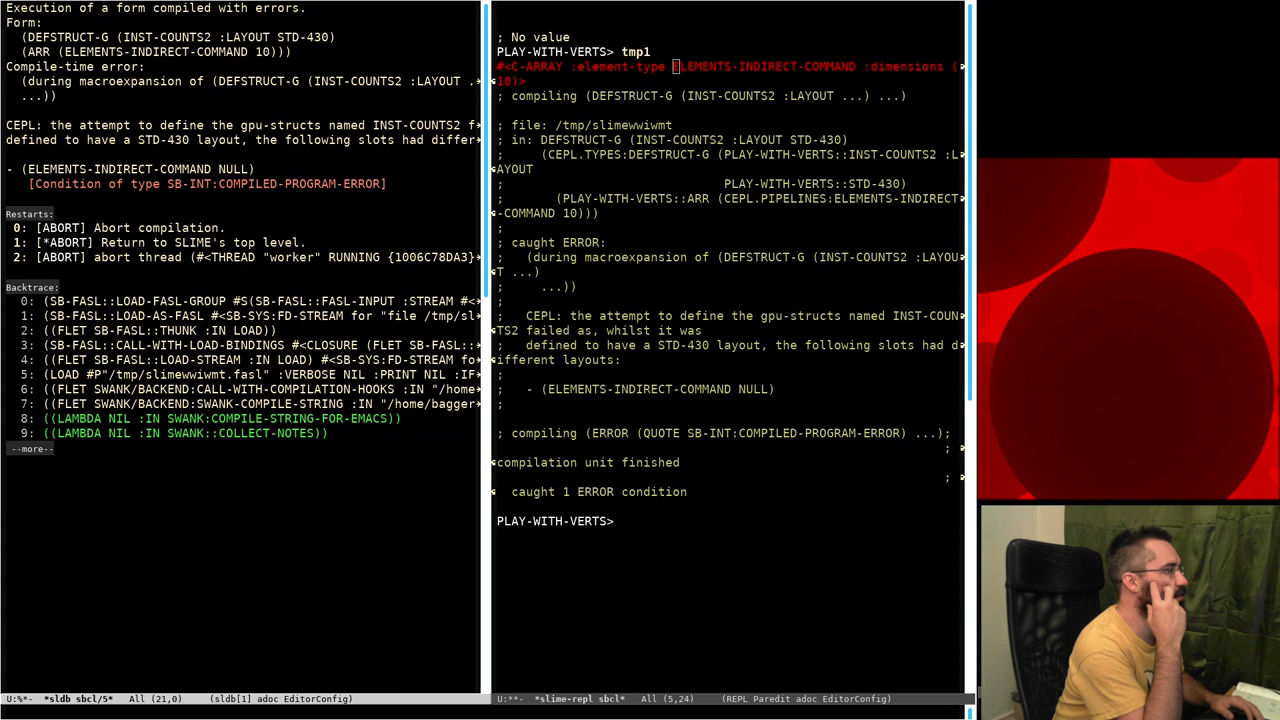 Execution of a form compiled with errors.
Form:
(DEFSTRUCT-G (INST-COUNTS2 :LAYOUT STD-430)
(ARR (ELEMENTS-INDIRECT-COMMAND 10)))
Compile-time error:
(during macroexpansion of (DEFSTRUCT-G (INST-COUNTS2 :LAYOUT .
...))
CEPL: the attempt to define the gpu-structs named INST-COUNTS2 f
defined to have a STD-430 layout, the following slots had differ
- (ELEMENTS-INDIRECT-COMMAND NULL)
[Condition of type SB-INT:COMPILED-PROGRAM-ERROR]
Restarts:
0: [ABORT] Abort compilation.
1: [*ABORT] Return to SLIME's top level.
2: [ABORT] abort thread (#<THREAD "worker" RUNNING {1006C78DA3}
Backtrace:
0: (SB-FASL::LOAD-FASL-GROUP #S(SB-FASL::FASL-INPUT :STREAM #<
1: (SB-FASL::LOAD-AS-FASL #<SB-SYS:FD-STREAM for "file /tmp/sl
2: ((FLET SB-FASL::THUNK :IN LOAD))
3: (SB-FASL::CALL-WITH-LOAD-BINDINGS #<CLOSURE (FLET SB-FASL::
4: ((FLET SB-FASL::LOAD-STREAM :IN LOAD) #<SB-SYS:FD-STREAM fo
5: (LOAD #P"/tmp/slimewwiwmt.fasl" :VERBOSE NIL :PRINT NIL :IF
6: ((FLET SWANK/BACKEND:CALL-WITH-COMPILATION-HOOKS :IN "/home
7: ((FLET SWANK/BACKEND:SWANK-COMPILE-STRING :IN "/home/bagger
8: ((LAMBDA NIL :IN SWANK:COMPILE-STRING-FOR-EMACS))
9: ((LAMBDA NIL :IN SWANK::COLLECT-NOTES))
--more--
U:%*- *sldb sbcl/5* All (21,0) (sldb[1] adoc EditorConfig)
; No value
PLAY-WITH-VERTS> tmp1
#<C-ARRAY :element-type ELEMENTS-INDIRECT-COMMAND :dimensions (
10)>
; compiling (DEFSTRUCT-G (INST-COUNTS2 :LAYOUT ...) ...)
; file: /tmp/slimewwiwmt
; in: DEFSTRUCT-G (INST-COUNTS2 :LAYOUT STD-430)
; (CEPL.TYPES:DEFSTRUCT-G (PLAY-WITH-VERTS::INST-COUNTS2 :L
AYOUT
; PLAY-WITH-VERTS::STD-430)
; (PLAY-WITH-VERTS::ARR (CEPL.PIPELINES:ELEMENTS-INDIRECT
-COMMAND 10)))
;
; caught ERROR:
; (during macroexpansion of (DEFSTRUCT-G (INST-COUNTS2 :LAYOU
T ...)
; ...))
;
; CEPL: the attempt to define the gpu-structs named INST-COUN
TS2 failed as, whilst it was
; defined to have a STD-430 layout, the following slots had d
ifferent layouts:
;
; - (ELEMENTS-INDIRECT-COMMAND NULL)
;
; compiling (ERROR (QUOTE SB-INT:COMPILED-PROGRAM-ERROR) ...);
;
compilation unit finished
;
caught 1 ERROR condition
PLAY-WITH-VERTS>
U:**- *slime-repl sbcl* All (5,24) (REPL Paredit adoc EditorConfig)